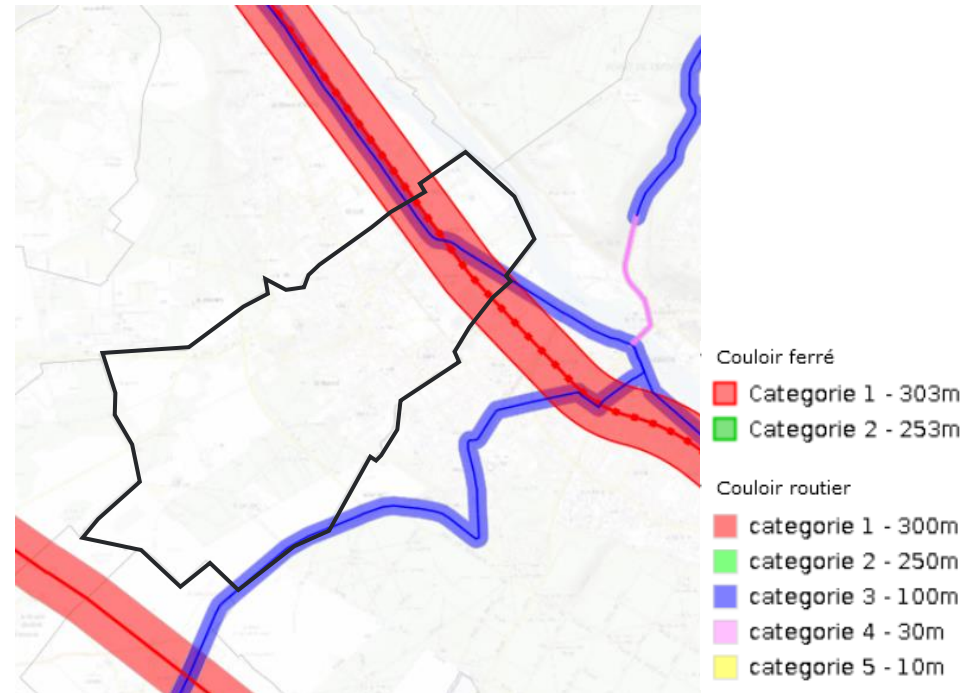 Couloir ferré
Categorie 1 - 303m
Categorie 2 - 253m
Couloir routier
categorie 1 - 300m
categorie 2 - 250m
categorie 3 - 100m
categorie 4 - 30m
categorie 5 - 10m